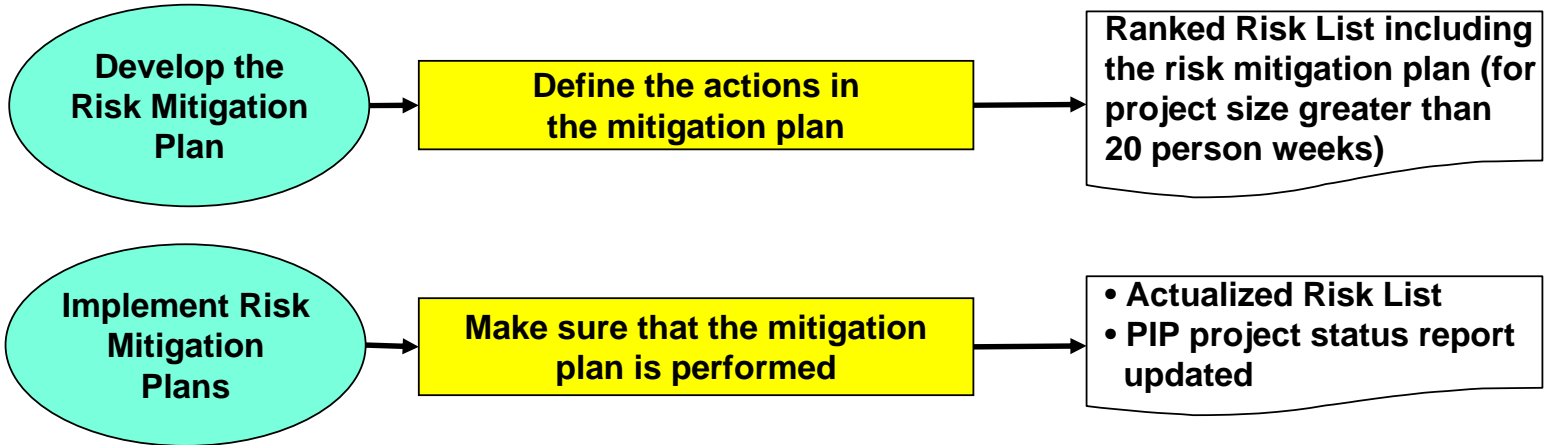 Develop the
Risk Mitigation
Plan
Define the actions in
the mitigation plan
Ranked Risk List including
the risk mitigation plan (for
project size greater than
20 person weeks)
Implement Risk
Mitigation
Plans
Make sure that the mitigation
plan is performed
• Actualized Risk List
• PIP project status report
updated